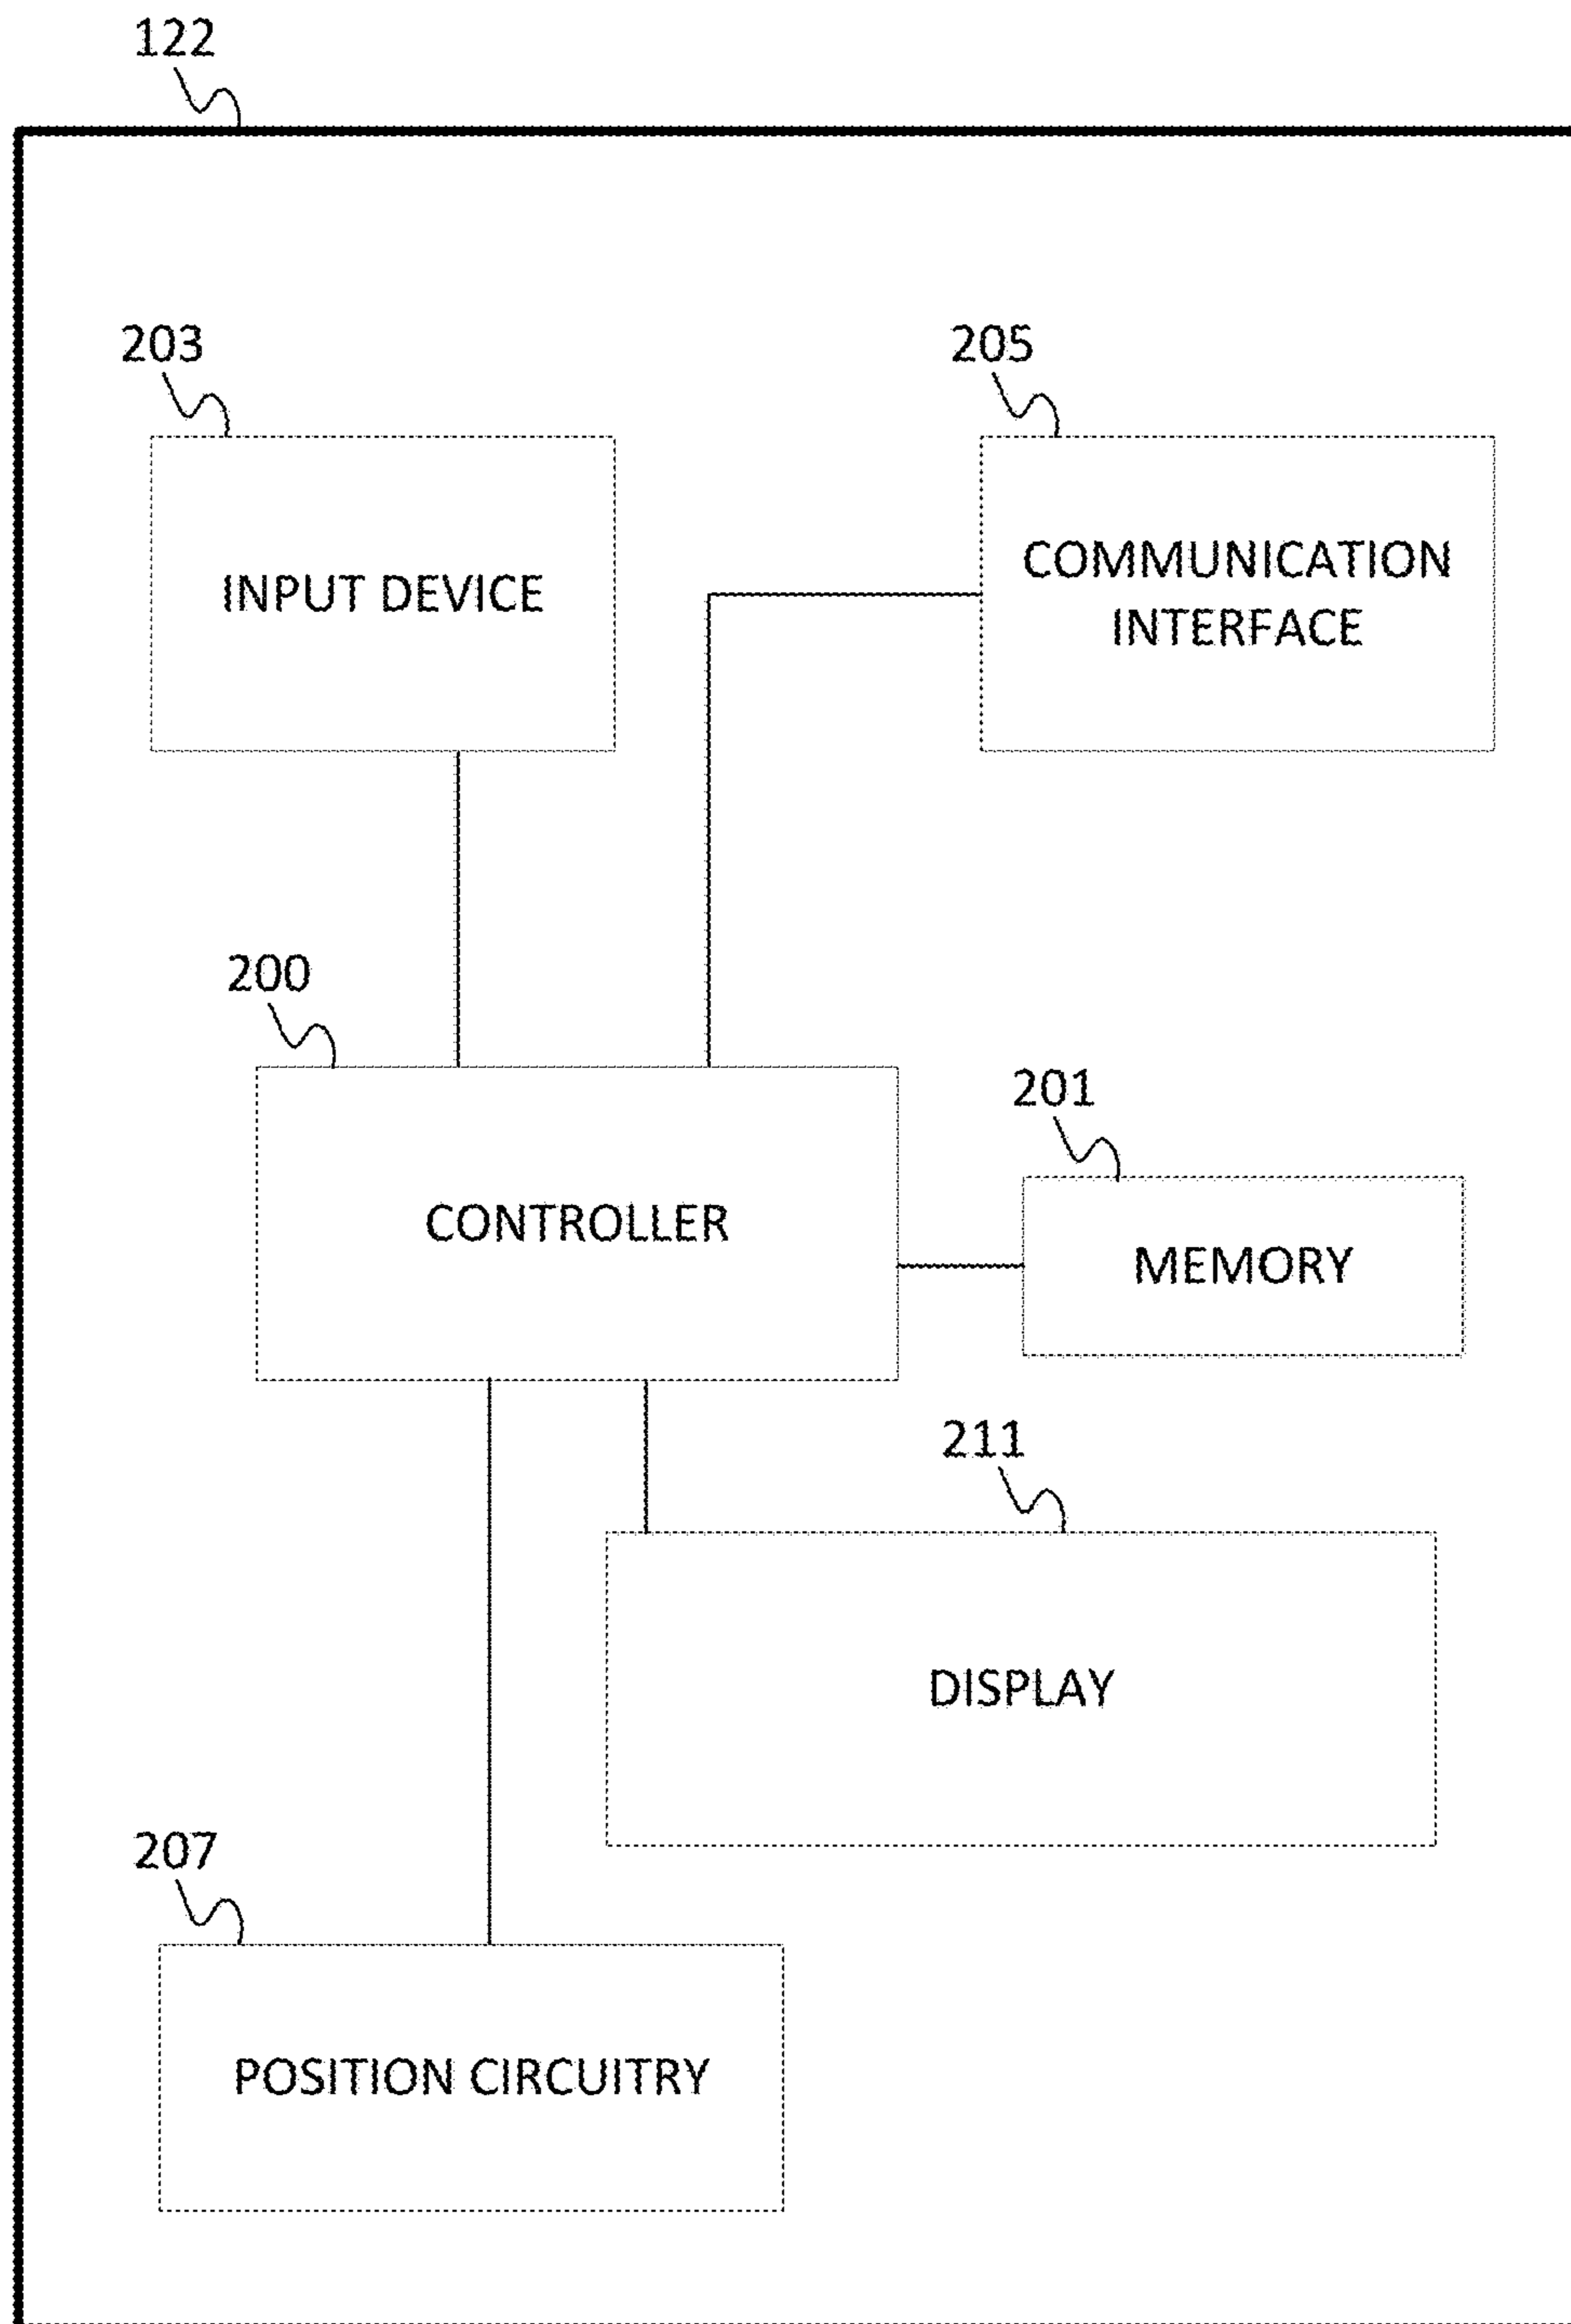 122
203
205
INPUT DEVICE
COMMUNICATION
INTERFACE
200
201
CONTROLLER
MEMORY
211
DISPLAY
207
POSITION CIRCUITRY